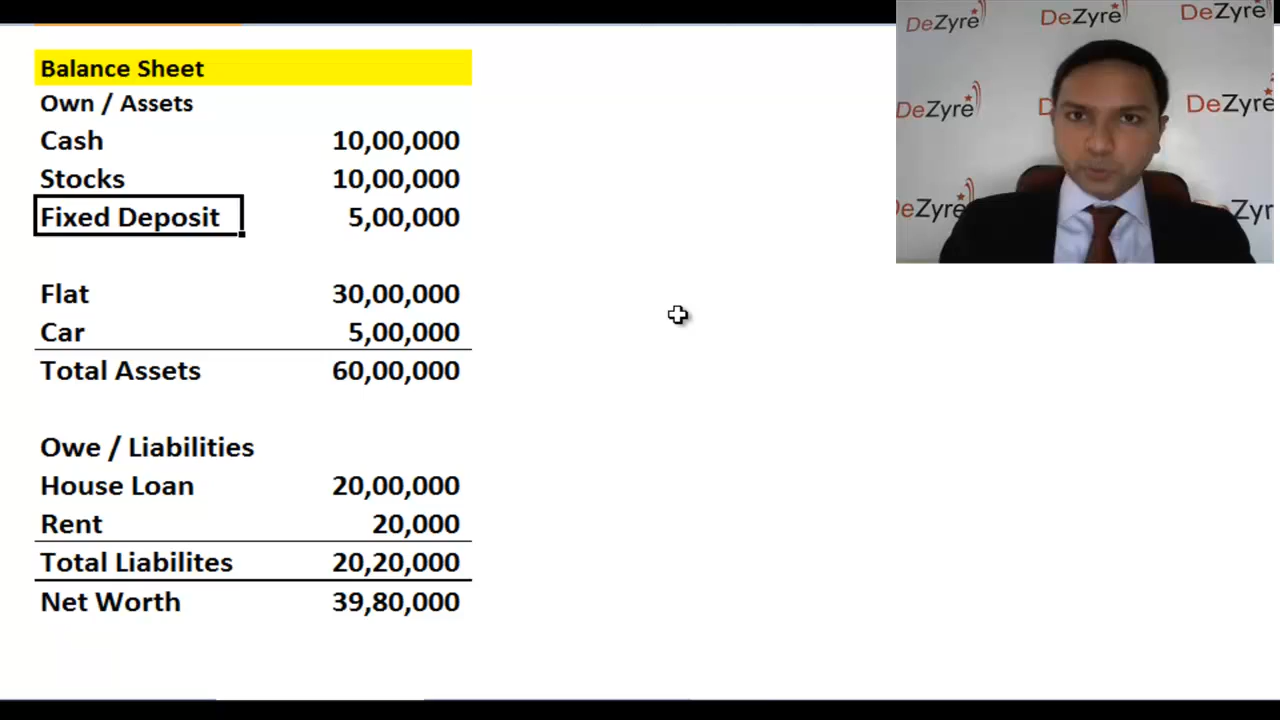 Balance Sheet
Own / Assets
Cash 10,00,000
Stocks 10,00,000
Fixed Deposit 5,00,000
Flat 30,00,000
Car 5,00,000
Total Assets 60,00,000
Owe / Liabilities
House Loan 20,00,000
Rent 20,000
Total Liabilites 20,20,000
Net Worth 39,80,000
DeZyre DeZyre DeZyre
DeZyre D DeZyre
eZyre Zyr